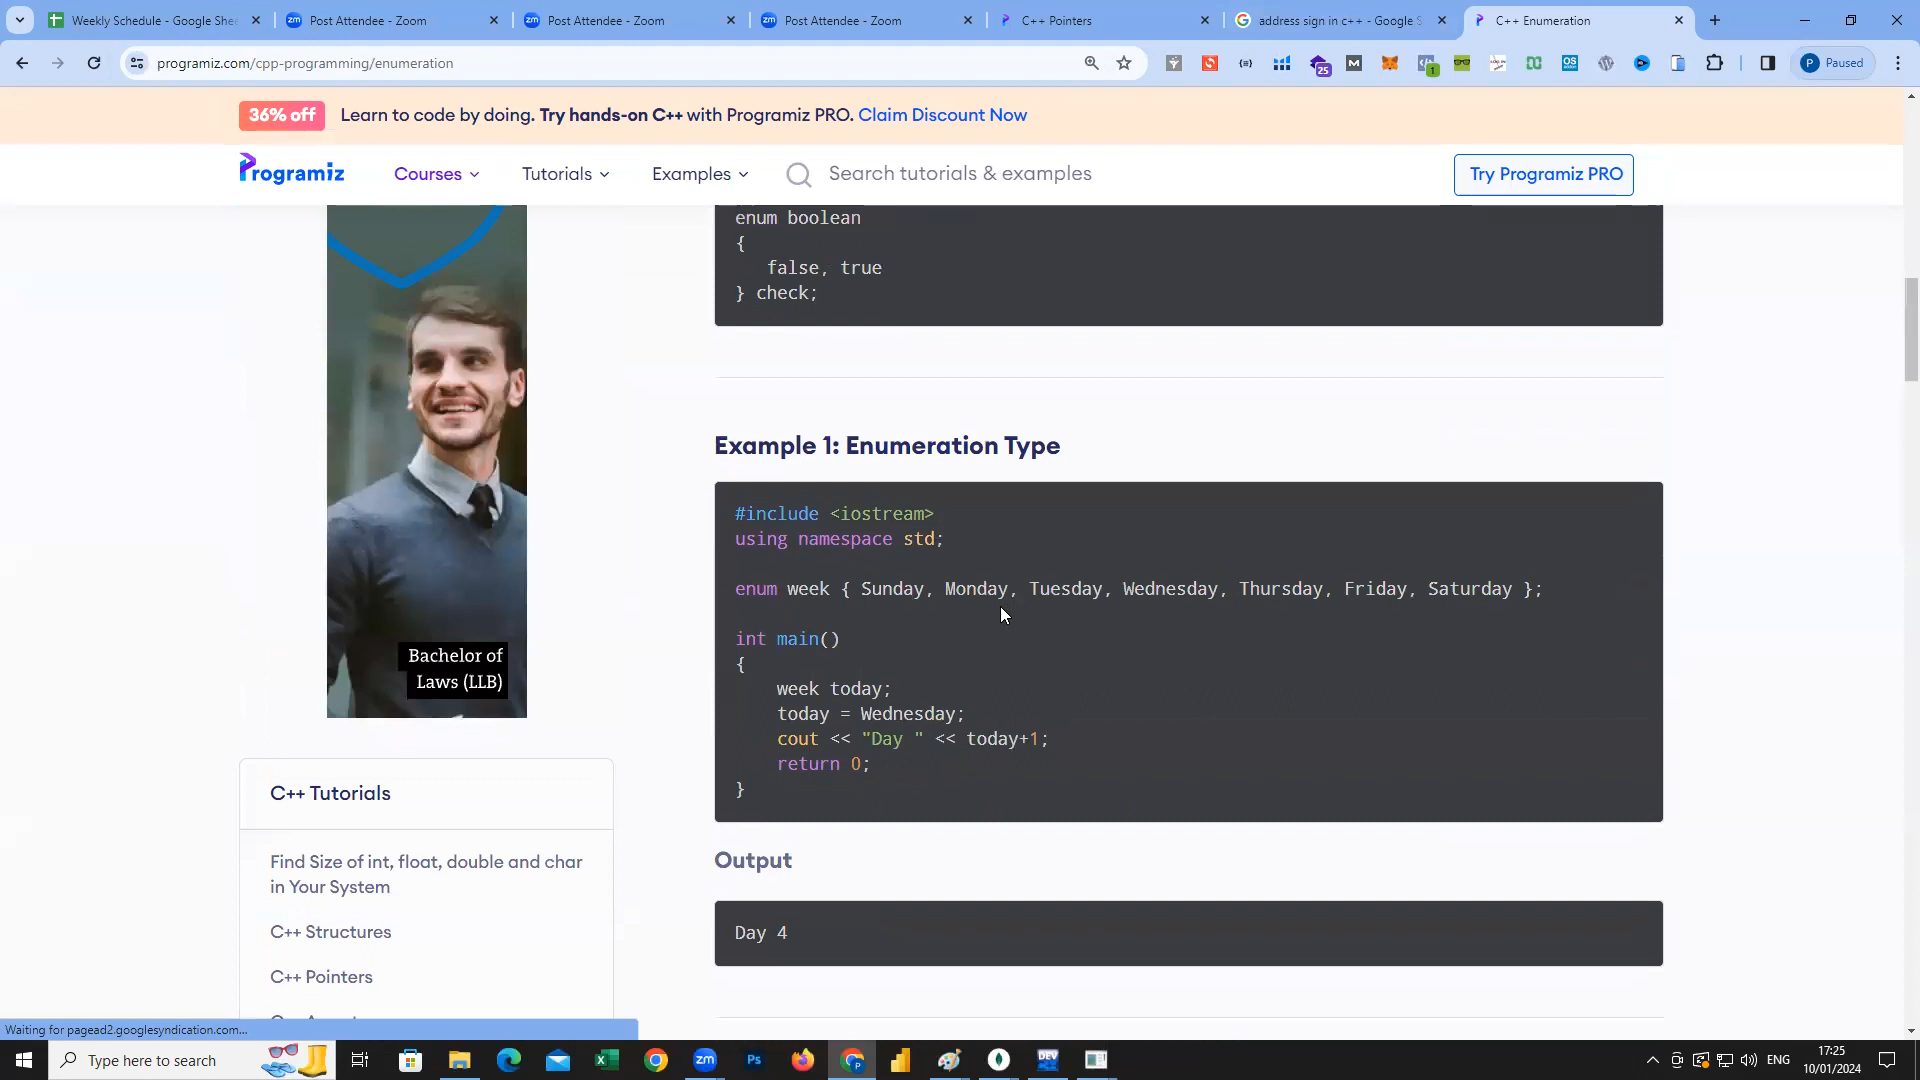 Weekly Schedule - Google Shee
Post Attendee - Zoom
Post Attendee - Zoom
Post Attendee - Zoom
C++ Pointers
address sign in c++ - Google S
C++ Enumeration
programiz.com/cpp-programming/enumeration
25
1
Paused
36% off
Learn to code by doing. Try hands-on C++ with Programiz PRO. Claim Discount Now
Programiz
Courses
Tutorials
Examples
Search tutorials & examples
Try Programiz PRO
enum boolean
{
false, true
} check;
Example 1: Enumeration Type
#include <iostream>
using namespace std;
enum week { Sunday, Monday, Tuesday, Wednesday, Thursday, Friday, Saturday };
int main()
{
week today;
today = Wednesday;
cout << "Day " << today+1;
return 0;
}
Output
Day 4
Bachelor of
Laws (LLB)
C++ Tutorials
Find Size of int, float, double and char
in Your System
C++ Structures
C++ Pointers
Waiting for pagead2.googlesyndication.com...
Type here to search
ENG
17:25
10/01/2024